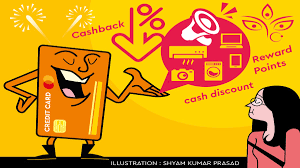 Cashback
%
Reward
Points
cash discount
CREDIT CARD
ILLUSTRATION : SHYAM KUMAR PRASAD